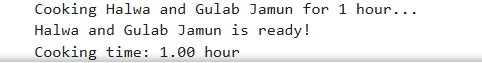 Cooking Halwa and Gulab Jamun for 1 hour...
Halwa and Gulab Jamun is ready!
Cooking time: 1.00 hour